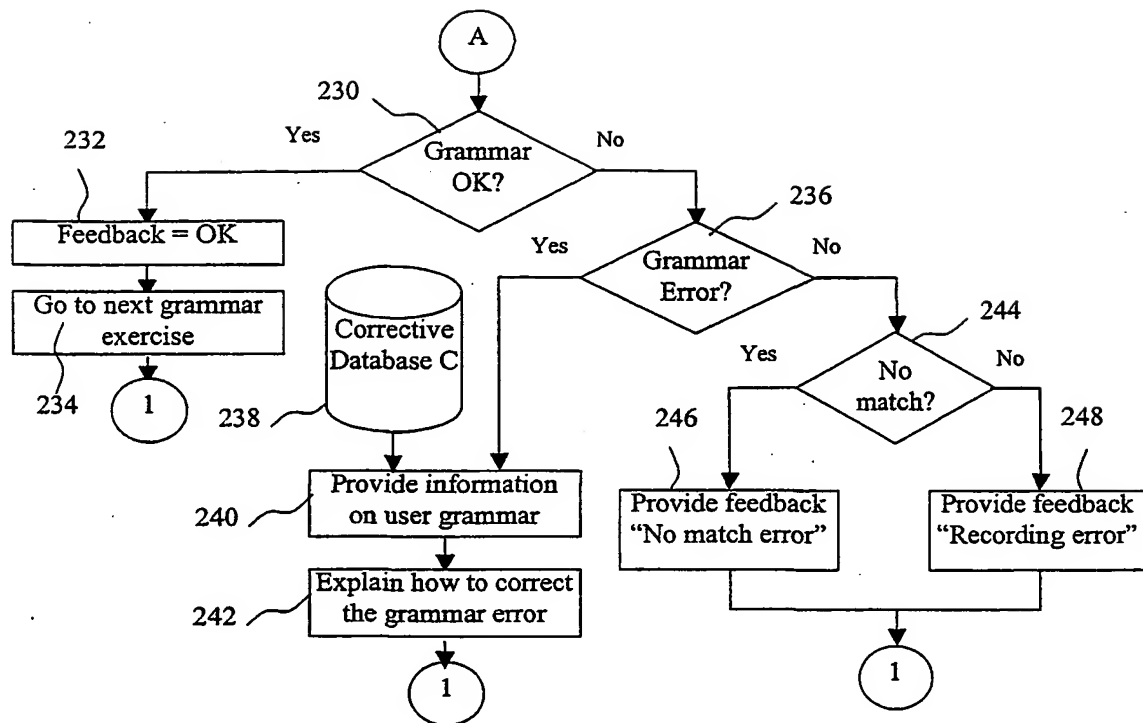 A
230
Yes
No
Grammar
OK?
232
Feedback = OK
Go to next grammar
exercise
234
1
236
Yes
No
Grammar
Error?
Corrective
Database C
238
244
Yes
No
No
match?
240
Provide information
on user grammar
242
Explain how to correct
the grammar error
1
246
Provide feedback
“No match error”
248
Provide feedback
“Recording error”
1